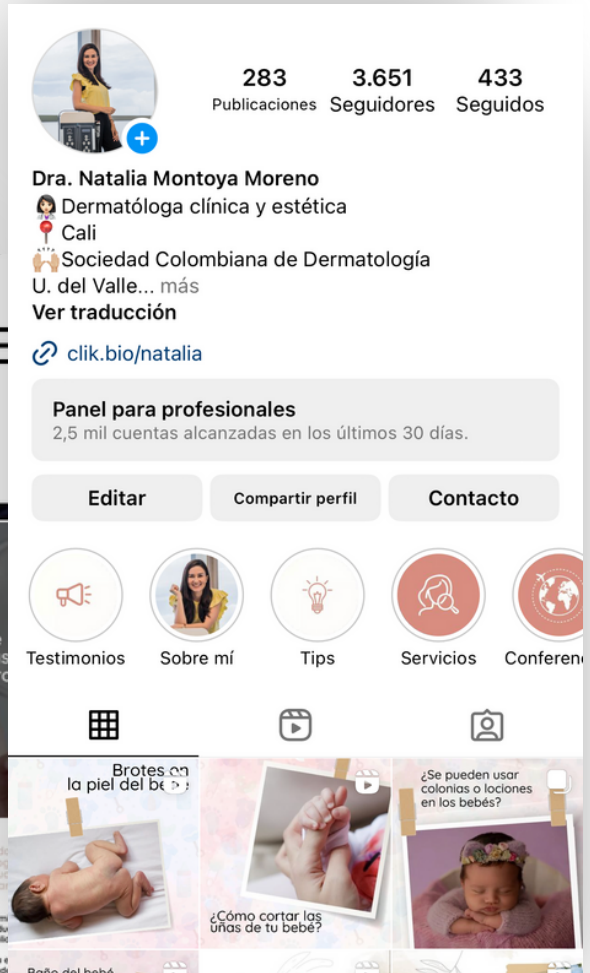 283
3.651
433
Publicaciones
Seguidores
Seguidos
Dra. Natalia Montoya Moreno
Dermatóloga clínica y estética
Cali
Sociedad Colombiana de Dermatología
U. del Valle... más
Ver traducción
clik.bio/natalia
Panel para profesionales
2,5 mil cuentas alcanzadas en los últimos 30 días.
Editar
Compartir perfil
Contacto
Testimonios
Sobre mí
Tips
Servicios
Conferen
Brotes en
la piel del bebé
¿Cómo cortar las
uñas de tu bebé?
¿Se pueden usar
colonias o lociones
en los bebés?
Baño del bebé